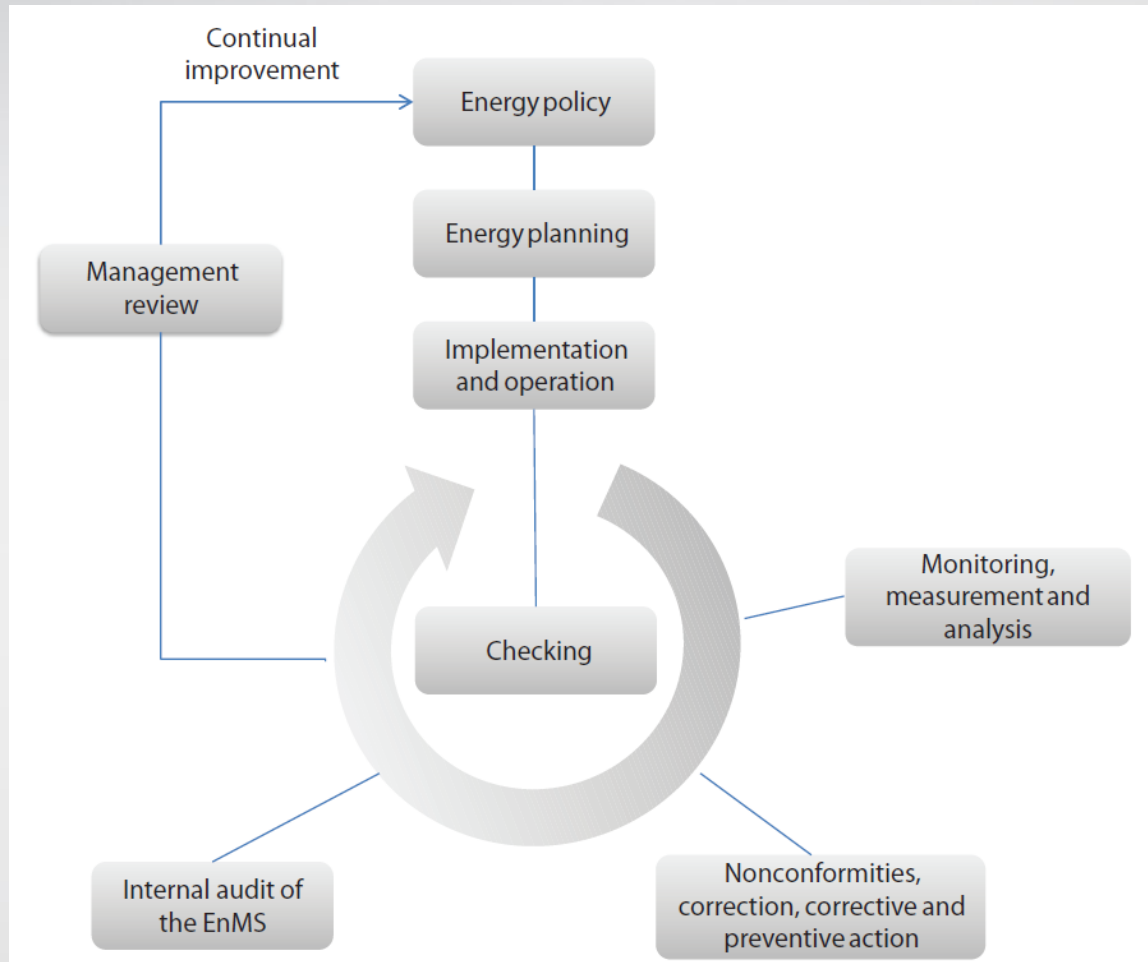 Continual
improvement
Energy policy
Energy planning
Management
review
Implementation
and operation
Monitoring,
measurement and
analysis
Checking
Internal audit of
the EnMS
Nonconformities,
correction, corrective and
preventive action